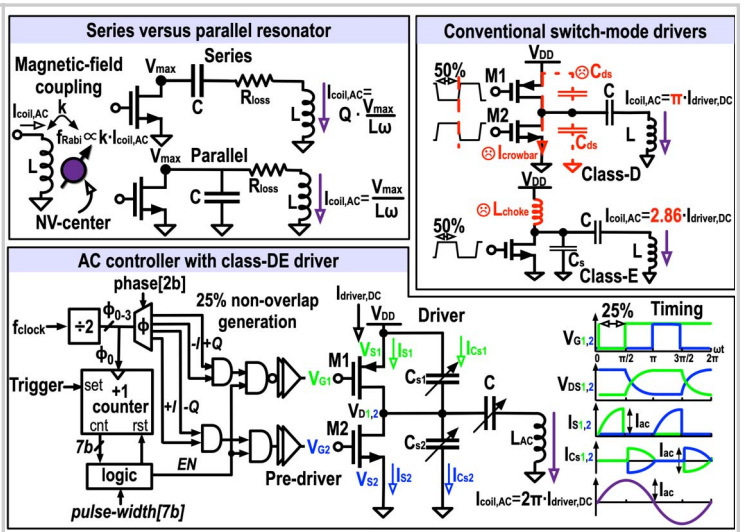 Series versus parallel resonator
Magnetic-field
coupling
k
I coil,AC
fRabi ∝ k·Icoil,AC
L
NV-center
Vmax
Series
C
Rloss
L
Icoil,AC=
Q · Vmax
Lω
Vmax
Parallel
C
Rloss
L
Icoil,AC= Vmax
Lω
Conventional switch-mode drivers
VDD
50%
M1
M2
☹Cds
Cds
☹
☹Icrowbar
C
L
Icoil,AC=π·Idriver,DC
Class-D
VDD
☹Lchoke
50%
Cs
C
L
Icoil,AC=2.86·Idriver,DC
Class-E
AC controller with class-DE driver
phase[2b]
fclock
÷2
ϕ0-3
Φ
ϕ0
25% non-overlap
generation
-I
+Q
+I
-Q
Trigger
set
+1
counter
cnt
rst
7b
logic
EN
pulse-width[7b]
Pre-driver
Idriver,DC
Driver
VDD
VS1
IS1
ICs1
VG1
M1
Cs1
VD1,2
C
VG2
M2
Cs2
VS2
IS2
ICs2
LAC
Icoil,AC=2π·Idriver,DC
25%
Timing
VG1,2
0
π/2
π
3π/2
2π
ωt
VDS1,2
IS1,2
Iac
ICs1,2
Iac
Iac